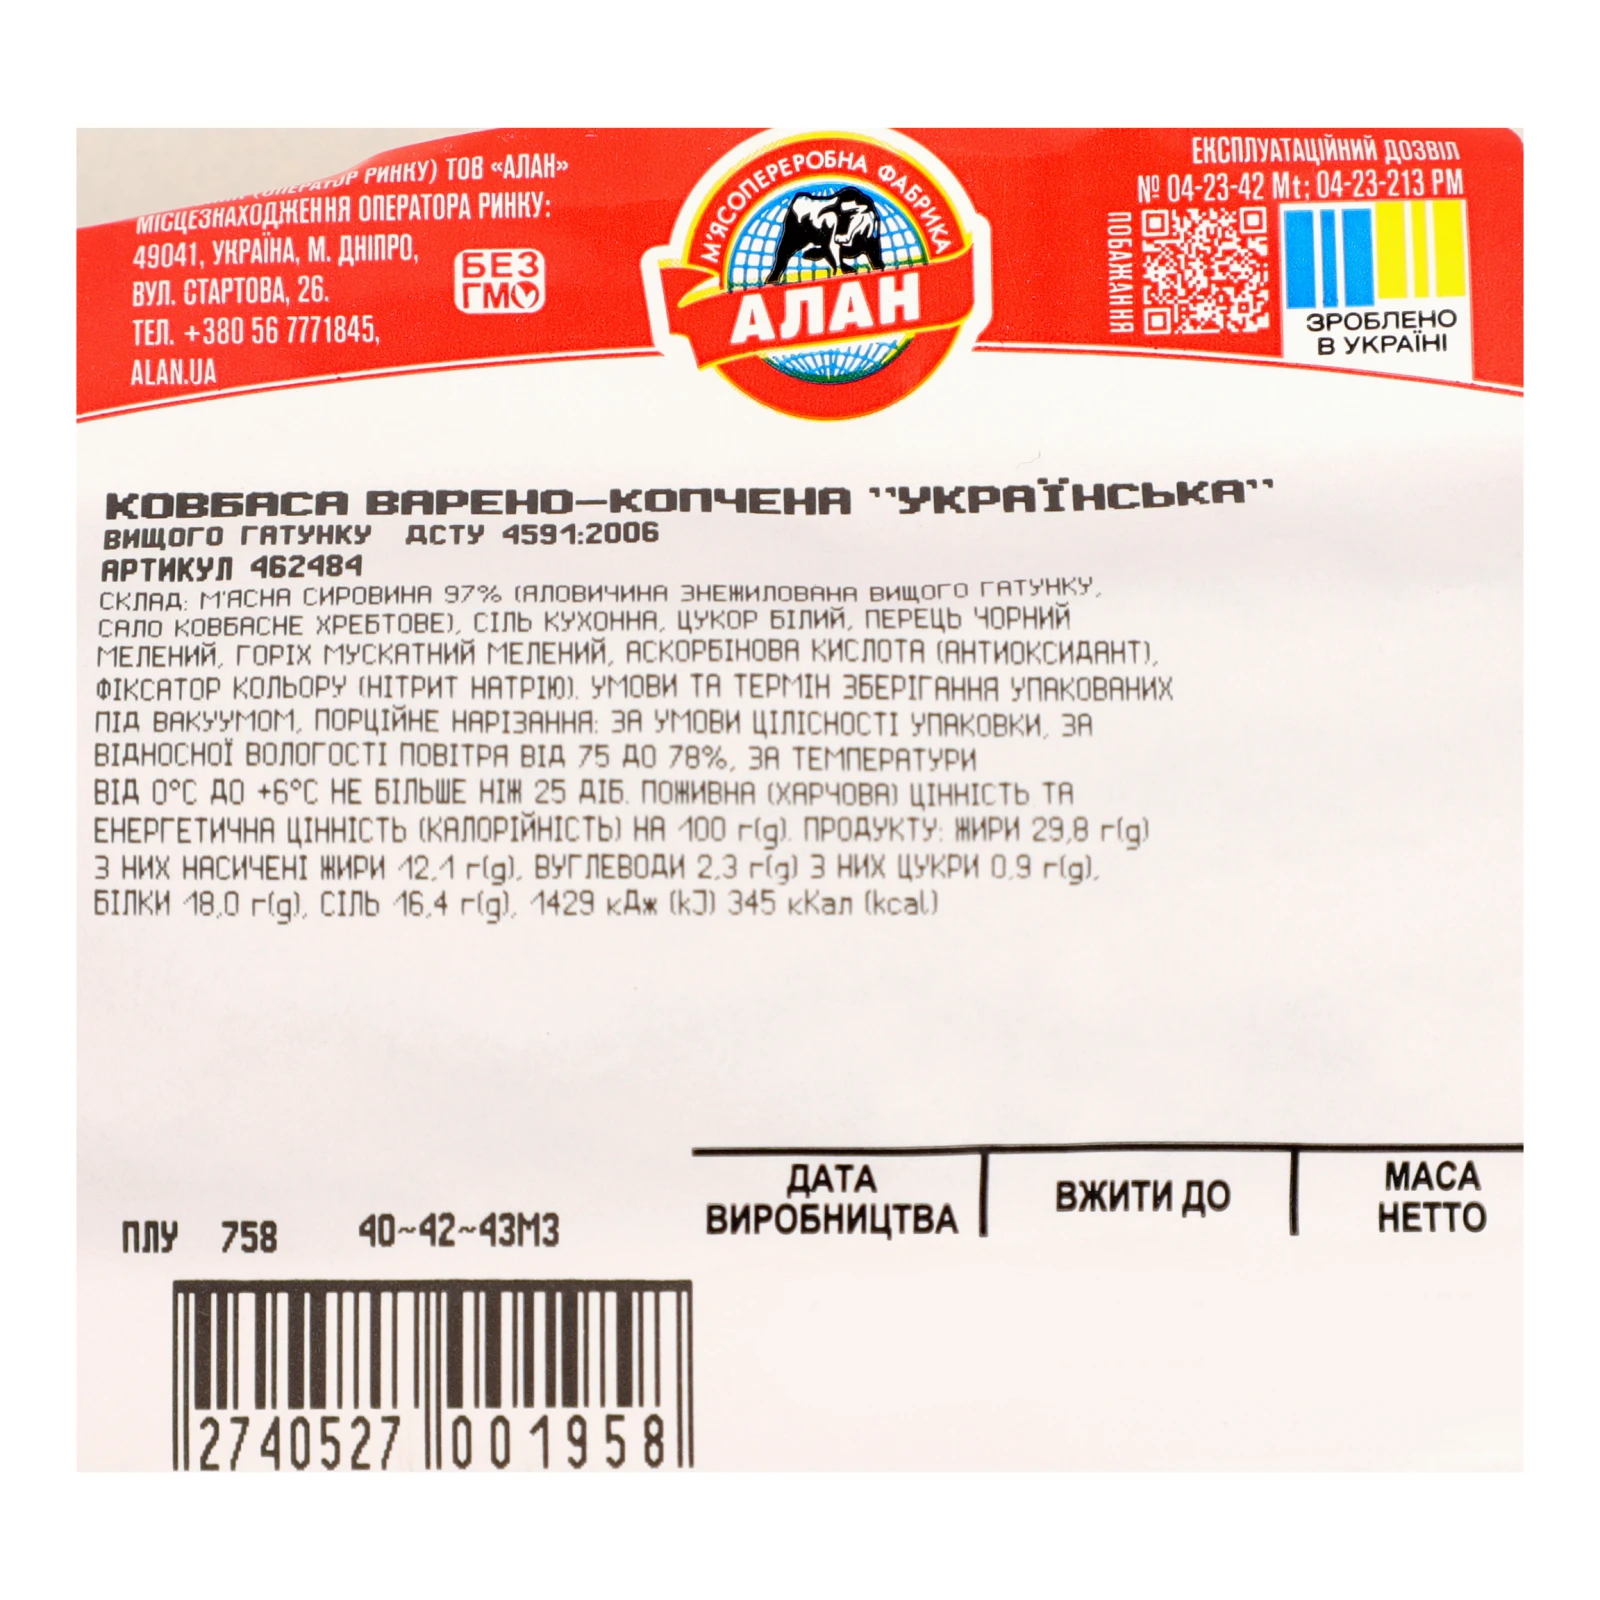 (ОПЕРАТОР РИНКУ) ТОВ «АЛАН»
МІСЦЕЗНАХОДЖЕННЯ ОПЕРАТОРА РИНКУ:
49041, УКРАЇНА, М. ДНІПРО,
ВУЛ. СТАРТОВА, 26.
ТЕЛ. +380 56 7771845,
ALAN.UA
БЕЗ
ГМО
М'ЯСОПЕРЕРОБНА ФАБРИКА
АЛАН
ЕКСПЛУАТАЦІЙНИЙ ДОЗВІЛ
№ 04-23-42 Mt; 04-23-213 PM
ПОБАЖАННЯ
ЗРОБЛЕНО
В УКРАЇНІ
КОВБАСА ВАРЕНО-КОПЧЕНА "УКРАЇНСЬКА"
ВИЩОГО ГАТУНКУ ДСТУ 4591:2006
АРТИКУЛ 462484
СКЛАД: М'ЯСНА СИРОВИНА 97% (ЯЛОВИЧИНА ЗНЕЖИЛОВАНА ВИЩОГО ГАТУНКУ,
САЛО КОВБАСНЕ ХРЕБТОВЕ), СІЛЬ КУХОННА, ЦУКОР БІЛИЙ, ПЕРЕЦЬ ЧОРНИЙ
МЕЛЕНИЙ, ГОРІХ МУСКАТНИЙ МЕЛЕНИЙ, АСКОРБІНОВА КИСЛОТА (АНТИОКСИДАНТ),
ФІКСАТОР КОЛЬОРУ (НІТРИТ НАТРІЮ). УМОВИ ТА ТЕРМІН ЗБЕРІГАННЯ УПАКОВАНИХ
ПІД ВАКУУМОМ, ПОРЦІЙНЕ НАРІЗАННЯ: ЗА УМОВИ ЦІЛІСНОСТІ УПАКОВКИ, ЗА
ВІДНОСНОЇ ВОЛОГОСТІ ПОВІТРЯ ВІД 75 ДО 78%, ЗА ТЕМПЕРАТУРИ
ВІД 0°С ДО +6°С НЕ БІЛЬШЕ НІЖ 25 ДІБ. ПОЖИВНА (ХАРЧОВА) ЦІННІСТЬ ТА
ЕНЕРГЕТИЧНА ЦІННІСТЬ (КАЛОРІЙНІСТЬ) НА 100 г(g). ПРОДУКТУ: ЖИРИ 29,8 г(g)
З НИХ НАСИЧЕНІ ЖИРИ 12,1 г(g), ВУГЛЕВОДИ 2,3 г(g) З НИХ ЦУКРИ 0,9 г(g),
БІЛКИ 18,0 г(g), СІЛЬ 16,4 г(g), 1429 кДж (kJ) 345 кКал (kcal)
ДАТА
ВИРОБНИЦТВА
ВЖИТИ ДО
МАСА
НЕТТО
ПЛУ 758 40~42~43М3
2740527 001958